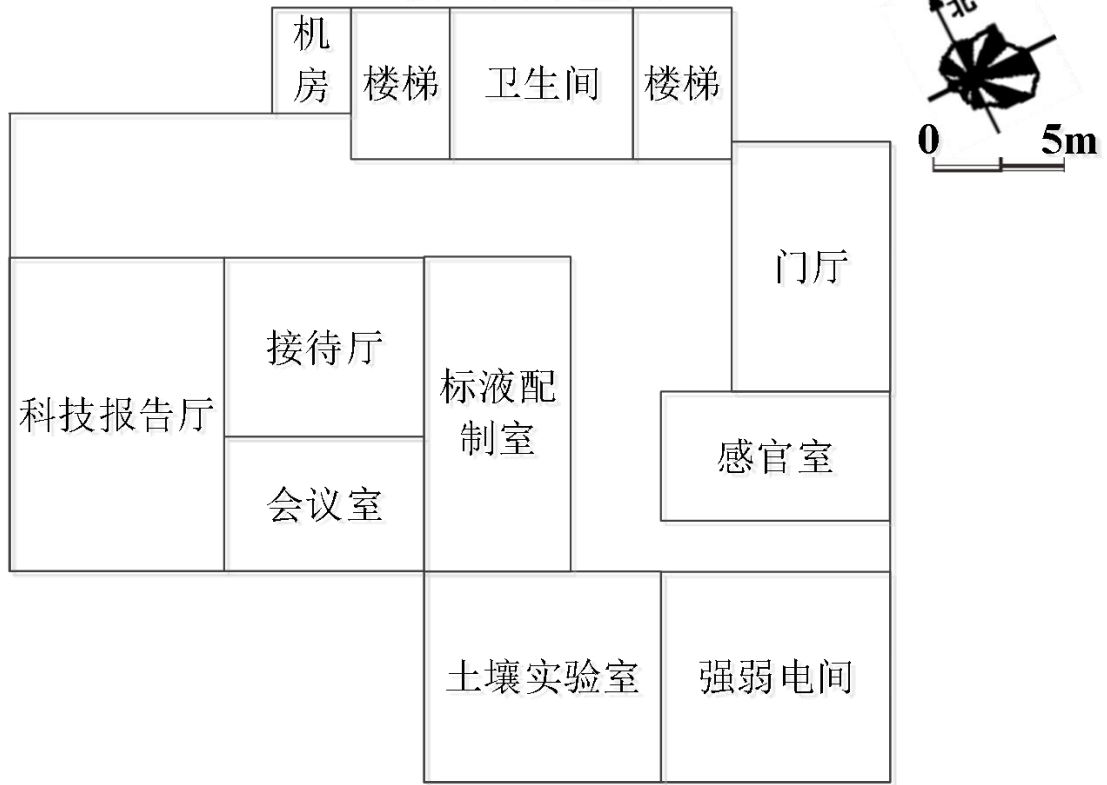 北
0 5m
机
房
楼梯
卫生间
楼梯
门厅
接待厅
科技报告厅
标液配
制室
感官室
会议室
土壤实验室
强弱电间